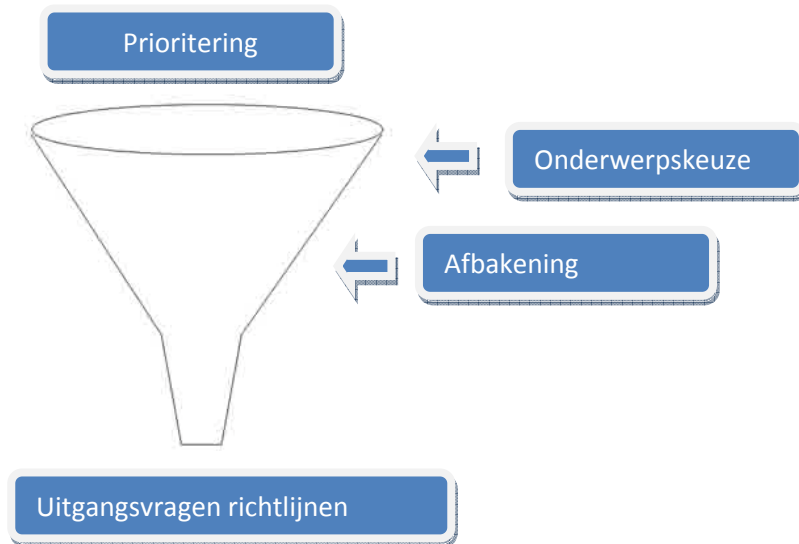 Prioritering
Onderwerpskeuze
Afbakening
Uitgangsvragen richtlijnen